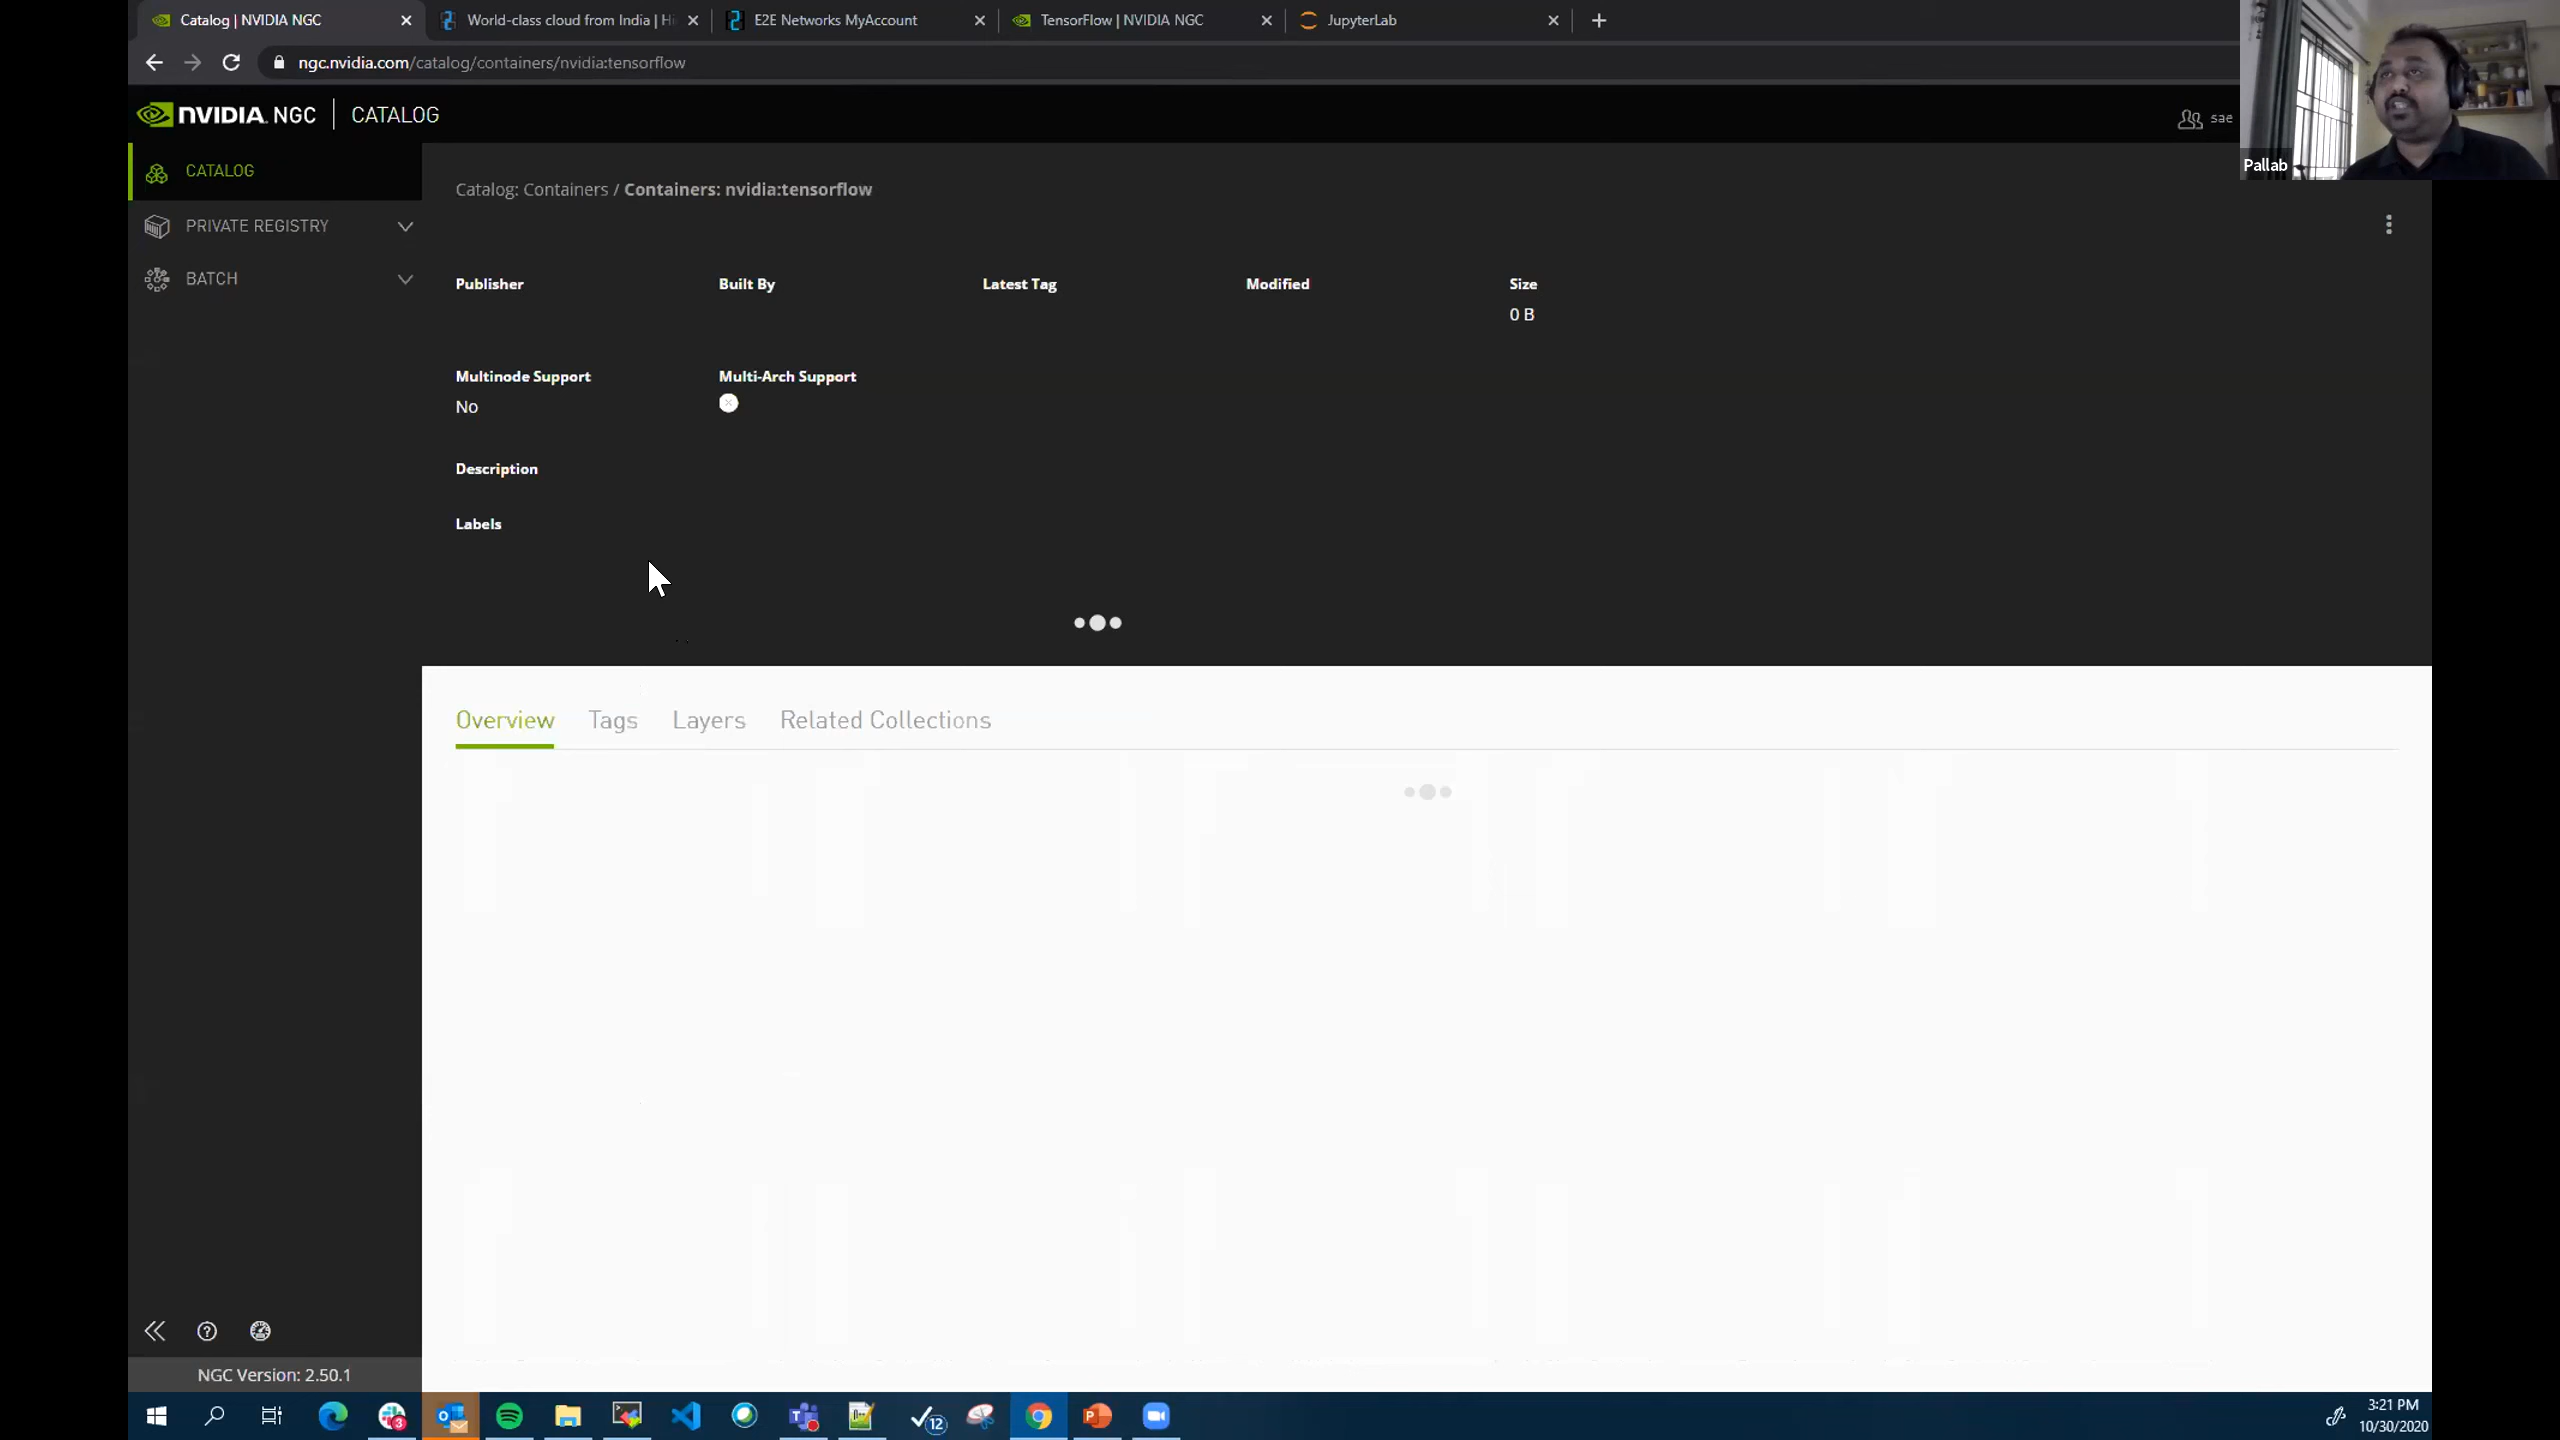 Catalog | NVIDIA NGC
World-class cloud from India | Hi
E2E Networks MyAccount
TensorFlow | NVIDIA NGC
JupyterLab
ngc.nvidia.com/catalog/containers/nvidia:tensorflow
NVIDIA. NGC | CATALOG
sae
Pallab
CATALOG
PRIVATE REGISTRY
BATCH
Catalog: Containers / Containers: nvidia:tensorflow
Publisher
Built By
Latest Tag
Modified
Size
0 B
Multinode Support
Multi-Arch Support
No
Description
Labels
Overview
Tags
Layers
Related Collections
NGC Version: 2.50.1
3
12
3:21 PM
10/30/2020